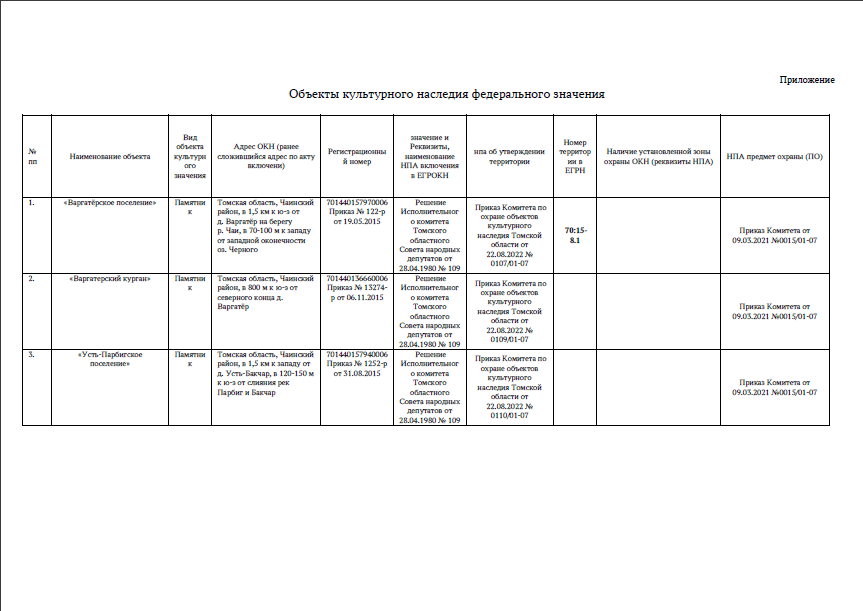 Приложение
Объекты культурного наследия федерального значения
№
пп
Наименование объекта
Вид
объекта
культурн
ого
значения
Адрес ОКН (ранее
сложившийся адрес по акту
включени)
Регистрационны
й номер
значение и
Реквизиты,
наименование
НПА включения
в ЕГРОКН
нпа об утверждении
территории
Номер
территор
ии в
ЕГРН
Наличие установленной зоны
охраны ОКН (реквизиты НПА)
НПА предмет охраны (ПО)
1.
«Варгатёрское поселение»
Памятни
к
Томская область, Чаинский
район, в 1,5 км к ю-з от
д. Варгатёр на берегу
р. Чаи, в 70-100 м к западу
от западной оконечности
оз. Черного
701440157970006
Приказ № 122-р
от 19.05.2015
Решение
Исполнительног
о комитета
Томского
областного
Совета народных
депутатов от
28.04.1980 № 109
Приказ Комитета по
охране объектов
культурного
наследия Томской
области от
22.08.2022 №
0107/01-07
70:15-
8.1
Приказ Комитета от
09.03.2021 №0015/01-07
2.
«Варгатерский курган»
Памятни
к
Томская область, Чаинский
район, в 800 м к ю-з от
северного конца д.
Варгатёр
701440136660006
Приказ № 13274-
р от 06.11.2015
Решение
Исполнительног
о комитета
Томского
областного
Совета народных
депутатов от
28.04.1980 № 109
Приказ Комитета по
охране объектов
культурного
наследия Томской
области от
22.08.2022 №
0109/01-07
Приказ Комитета от
09.03.2021 №0015/01-07
3.
«Усть-Парбигское
поселение»
Памятни
к
Томская область, Чаинский
район, в 1,5 км к западу от
д. Усть-Бакчар, в 120-150 м
к ю-з от слияния рек
Парбиг и Бакчар
701440157940006
Приказ № 1252-р
от 31.08.2015
Решение
Исполнительног
о комитета
Томского
областного
Совета народных
депутатов от
28.04.1980 № 109
Приказ Комитета по
охране объектов
культурного
наследия Томской
области от
22.08.2022 №
0110/01-07
Приказ Комитета от
09.03.2021 №0015/01-07